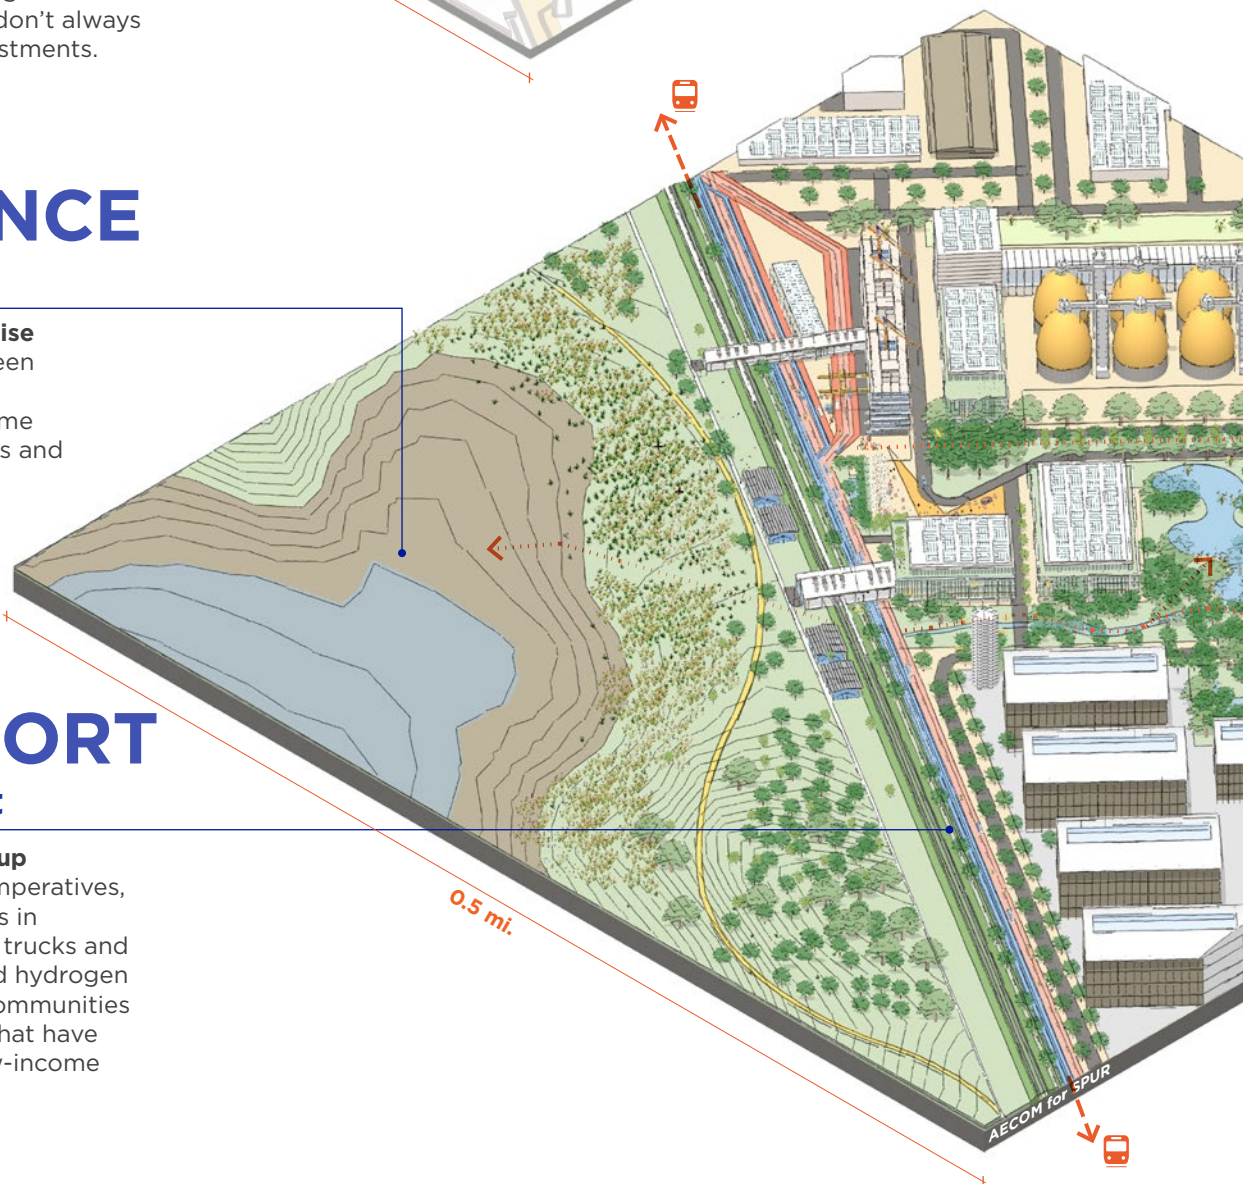 don't always
stments.
NCE
ise
een
me
s and
ORT
t
up
mperatives,
s in
trucks and
d hydrogen
ommunities
hat have
v-income
0.5 mi.
AECOM for SPUR